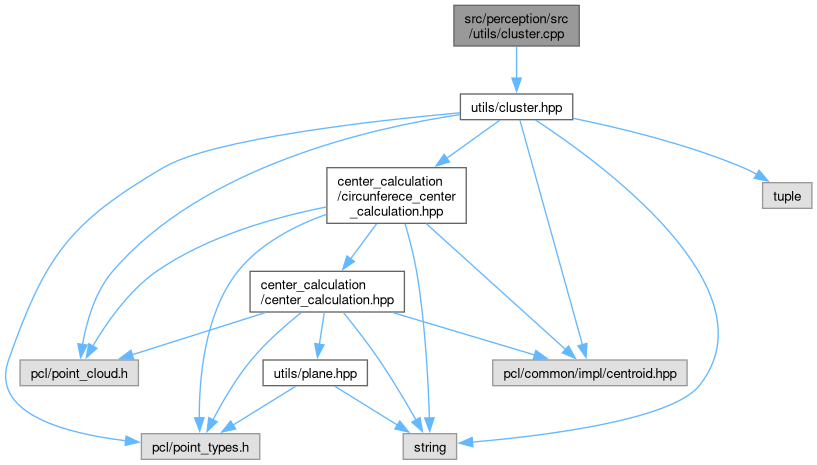 src/perception/src
/utils/cluster.cpp
utils/cluster.hpp
center_calculation
/circunferece_center
_calculation.hpp
tuple
center_calculation
/center_calculation.hpp
pcl/point_cloud.h
utils/plane.hpp
pcl/common/impl/centroid.hpp
pcl/point_types.h
string